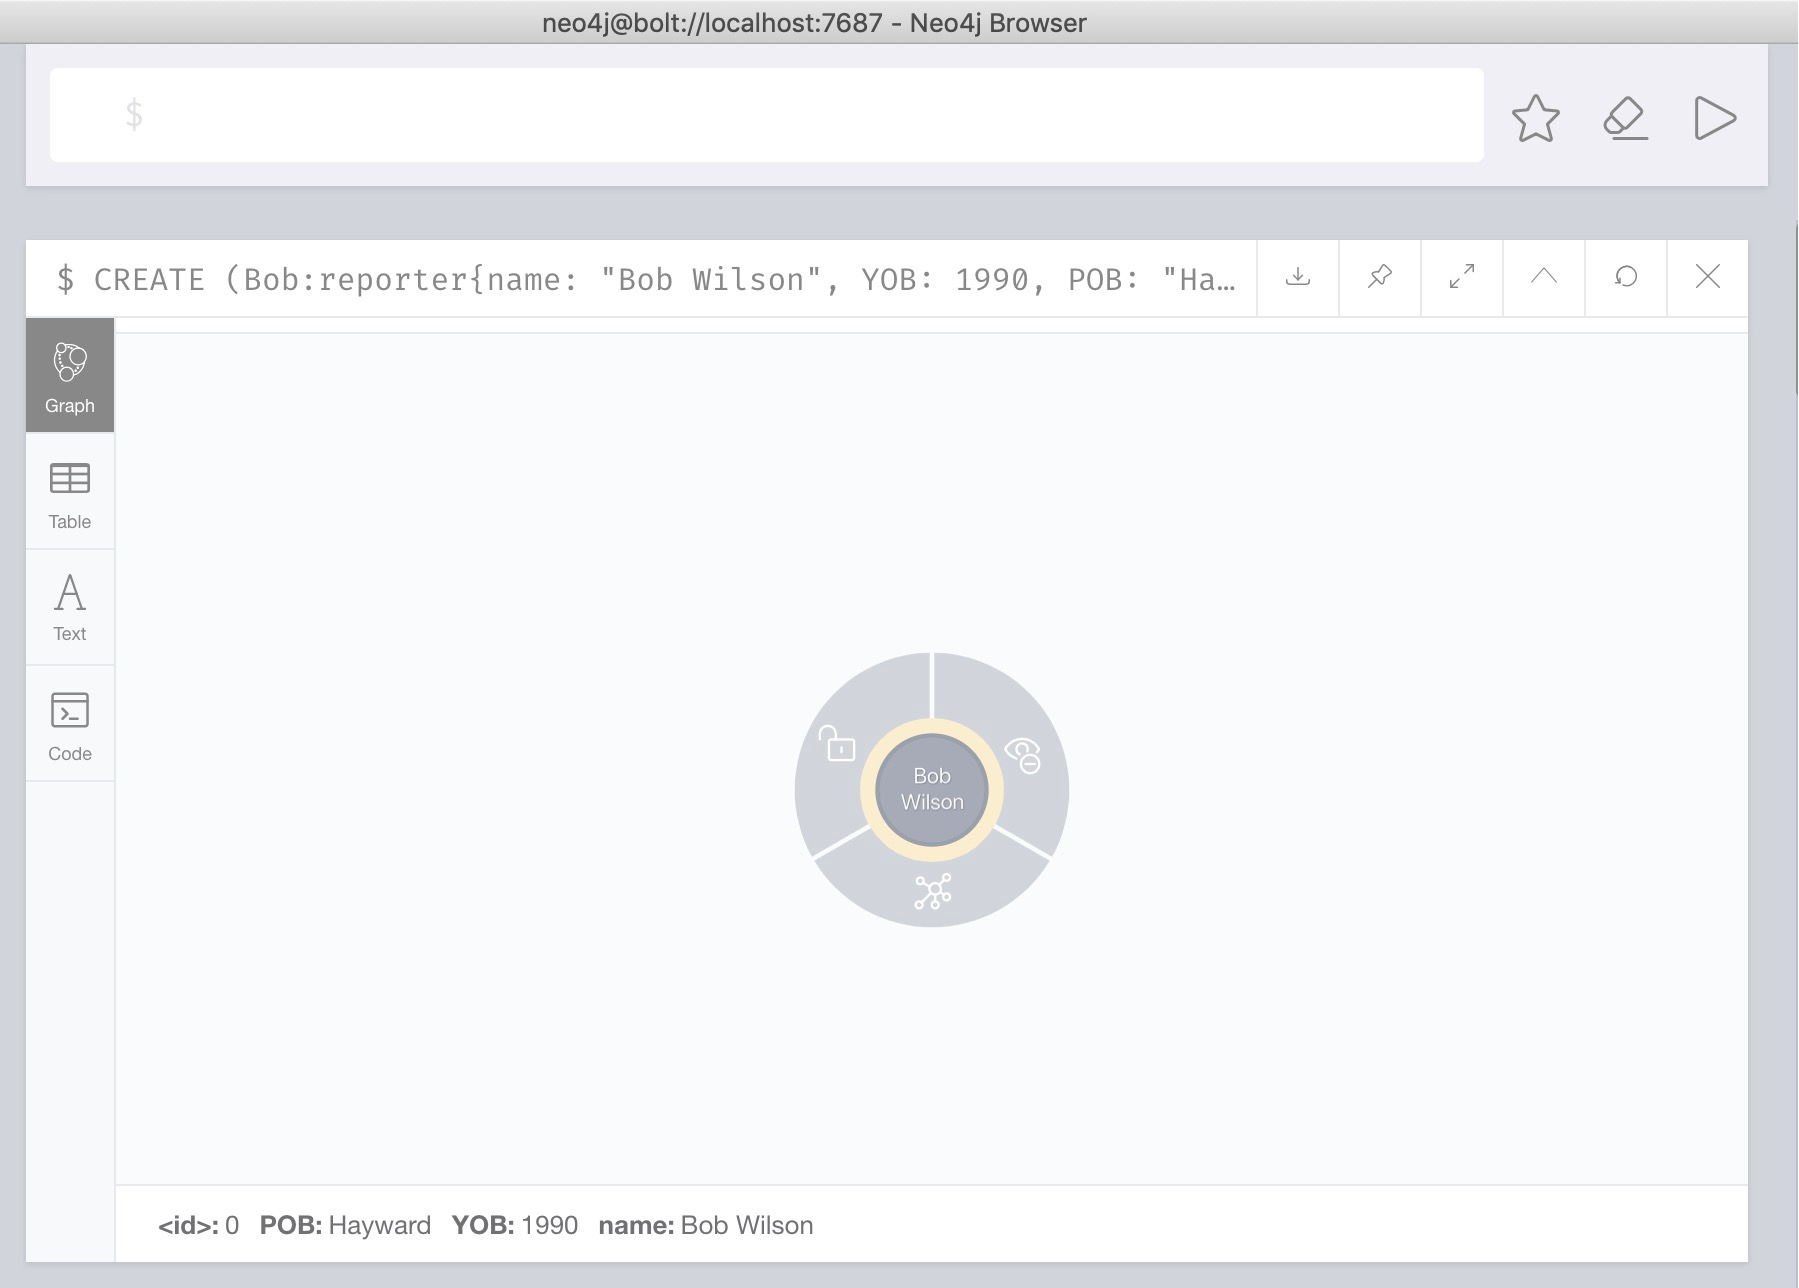 neo4j@bolt://localhost:7687 - Neo4j Browser
$
$ CREATE (Bob:reporter{name: "Bob Wilson", YOB: 1990, POB: "Ha…
Graph
Table
Text
Code
Bob
Wilson
<id>: 0 POB: Hayward YOB: 1990 name: Bob Wilson